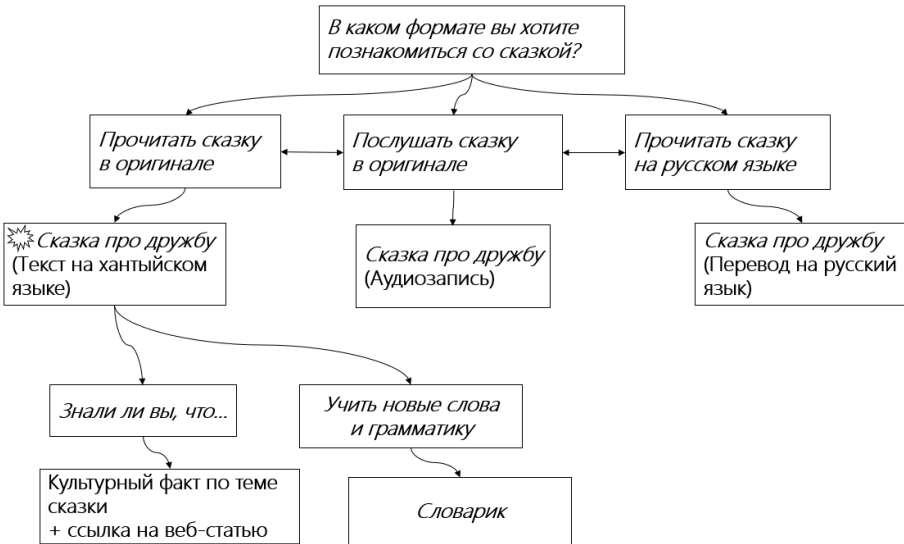 В каком формате вы хотите
познакомиться со сказкой?
Прочитать сказку
в оригинале
Послушать сказку
в оригинале
Прочитать сказку
на русском языке
Сказка про дружбу
(Текст на хантыйском
языке)
Сказка про дружбу
(Аудиозапись)
Сказка про дружбу
(Перевод на русский
язык)
Знали ли вы, что...
Учить новые слова
и грамматику
Культурный факт по теме
сказки
+ ссылка на веб-статью
Словарик